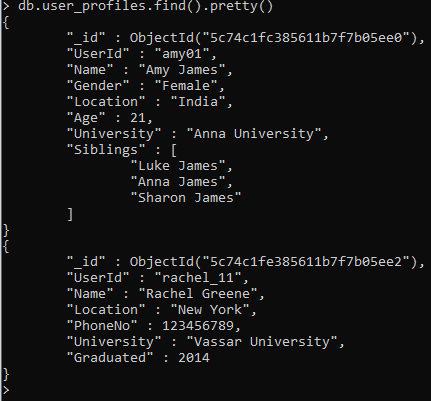 > db.user_profiles.find().pretty()
{
        "_id" : ObjectId("5c74c1fc385611b7f7b05ee0"),
        "UserId" : "amy01",
        "Name" : "Amy James",
        "Gender" : "Female",
        "Location" : "India",
        "Age" : 21,
        "University" : "Anna University",
        "Siblings" : [
                "Luke James",
                "Anna James",
                "Sharon James"
        ]
}
{
        "_id" : ObjectId("5c74c1fe385611b7f7b05ee2"),
        "UserId" : "rachel_11",
        "Name" : "Rachel Greene",
        "Location" : "New York",
        "PhoneNo" : 123456789,
        "University" : "Vassar University",
        "Graduated" : 2014
}
>